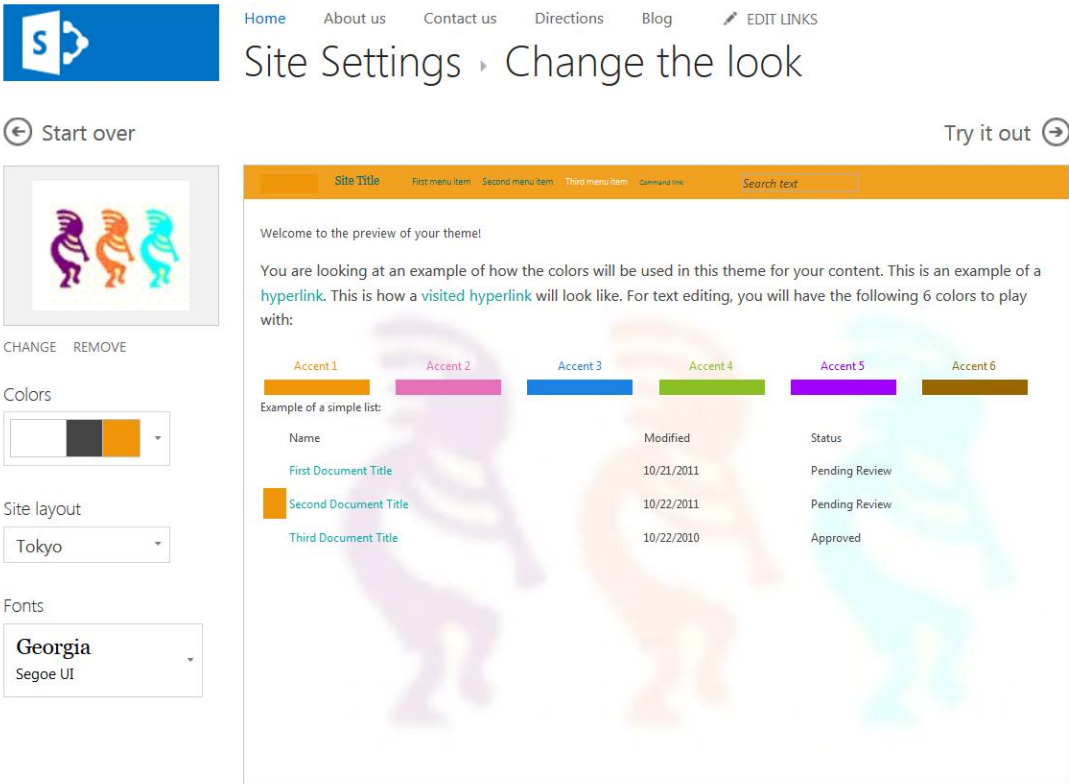 S
Home About us Contact us Directions Blog EDIT LINKS
Site Settings › Change the look
Start over
Try it out
CHANGE REMOVE
Colors
Site layout
Tokyo
Fonts
Georgia
Segoe UI
Site Title First menu item Second menu item Third menu item Command link Search text
Welcome to the preview of your theme!
You are looking at an example of how the colors will be used in this theme for your content. This is an example of a
hyperlink. This is how a visited hyperlink will look like. For text editing, you will have the following 6 colors to play
with:
Accent 1 Accent 2 Accent 3 Accent 4 Accent 5 Accent 6
Example of a simple list:
Name Modified Status
First Document Title 10/21/2011 Pending Review
Second Document Title 10/22/2011 Pending Review
Third Document Title 10/22/2010 Approved